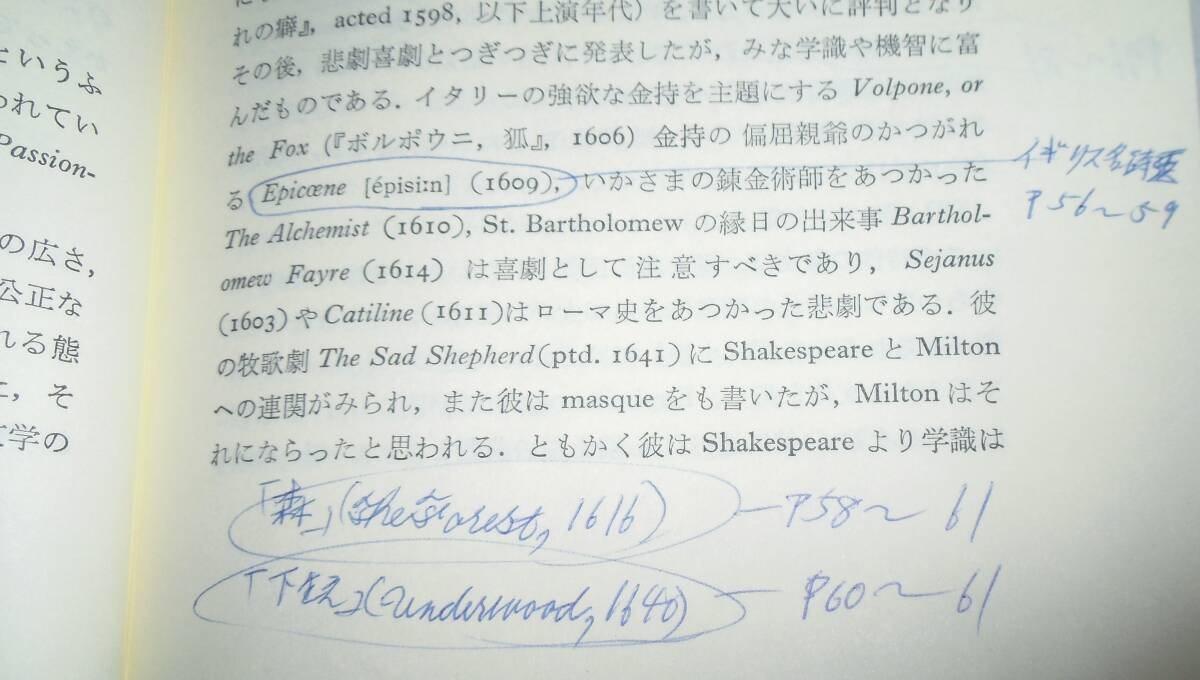 というふ
われてい
Passion-
の広さ,
公正な
れる態
そ
文学の
れの癖』, acted 1598, 以下上演年代) を書いて大いに評判となり
その後, 悲劇喜劇とつぎつぎに発表したが, みな学識や機智に富
んだものである. イタリーの強欲な金持を主題にする Volpone, or
the Fox (『ボルポウニ, 狐』, 1606) 金持の偏屈親爺のかつがれ
る Epicœne [épisiːn] (1609), いかさまの錬金術師をあつかった
The Alchemist (1610), St. Bartholomew の縁日の出来事 Barthol-
omew Fayre (1614) は喜劇として注意すべきであり, Sejanus
(1603) や Catiline (1611) はローマ史をあつかった悲劇である. 彼
の牧歌劇 The Sad Shepherd (ptd. 1641) に Shakespeare と Milton
への連関がみられ, また彼は masque をも書いたが, Milton はそ
れにならったと思われる. ともかく彼は Shakespeare より学識は
イギリス名詩選
P56〜59
「森」(The Forest, 1616) — P58〜61
「下生え」(Underwood, 1640) — P60〜61